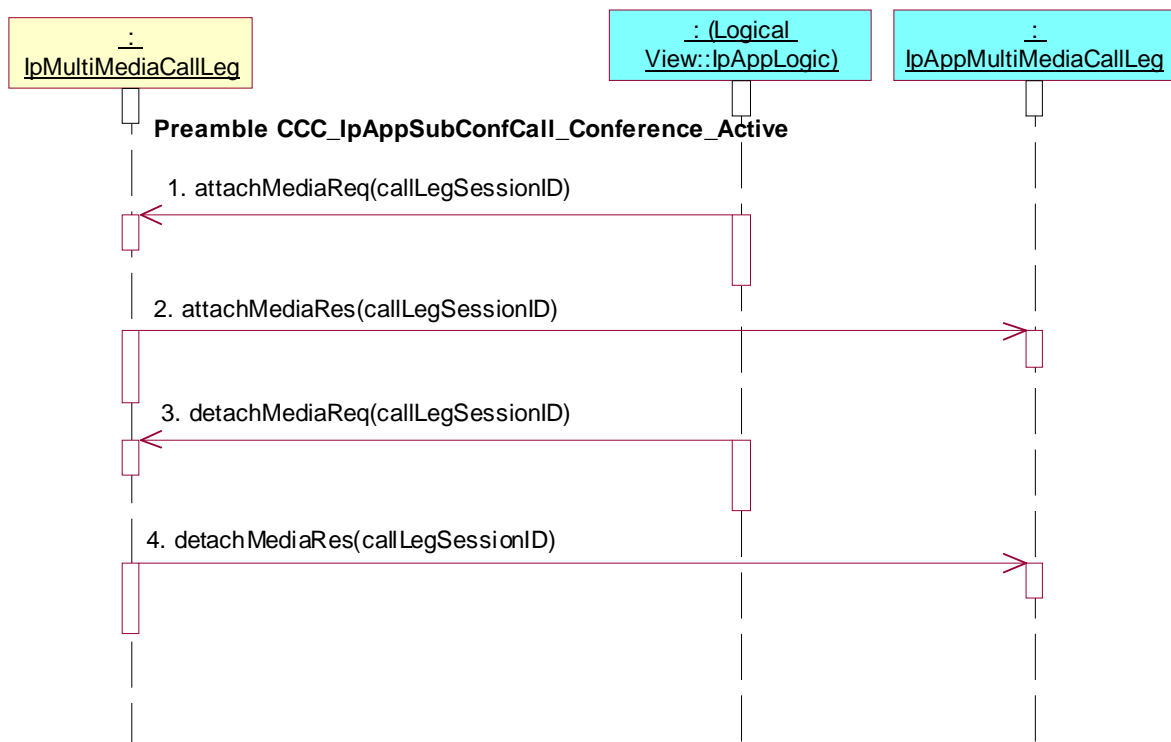 :
IpMultiMediaCallLeg
: (Logical
View::IpAppLogic)
:
IpAppMultiMediaCallLeg
Preamble CCC_IpAppSubConfCall_Conference_Active
1. attachMediaReq(callLegSessionID)
2. attachMediaRes(callLegSessionID)
3. detachMediaReq(callLegSessionID)
4. detachMediaRes(callLegSessionID)